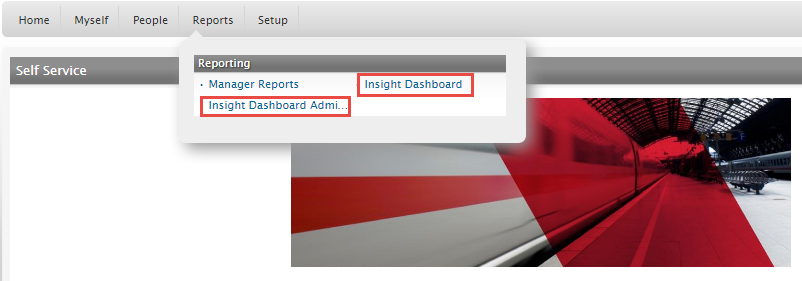 Home Myself People Reports Setup
Reporting
Self Service
· Manager Reports Insight Dashboard
Insight Dashboard Admi...